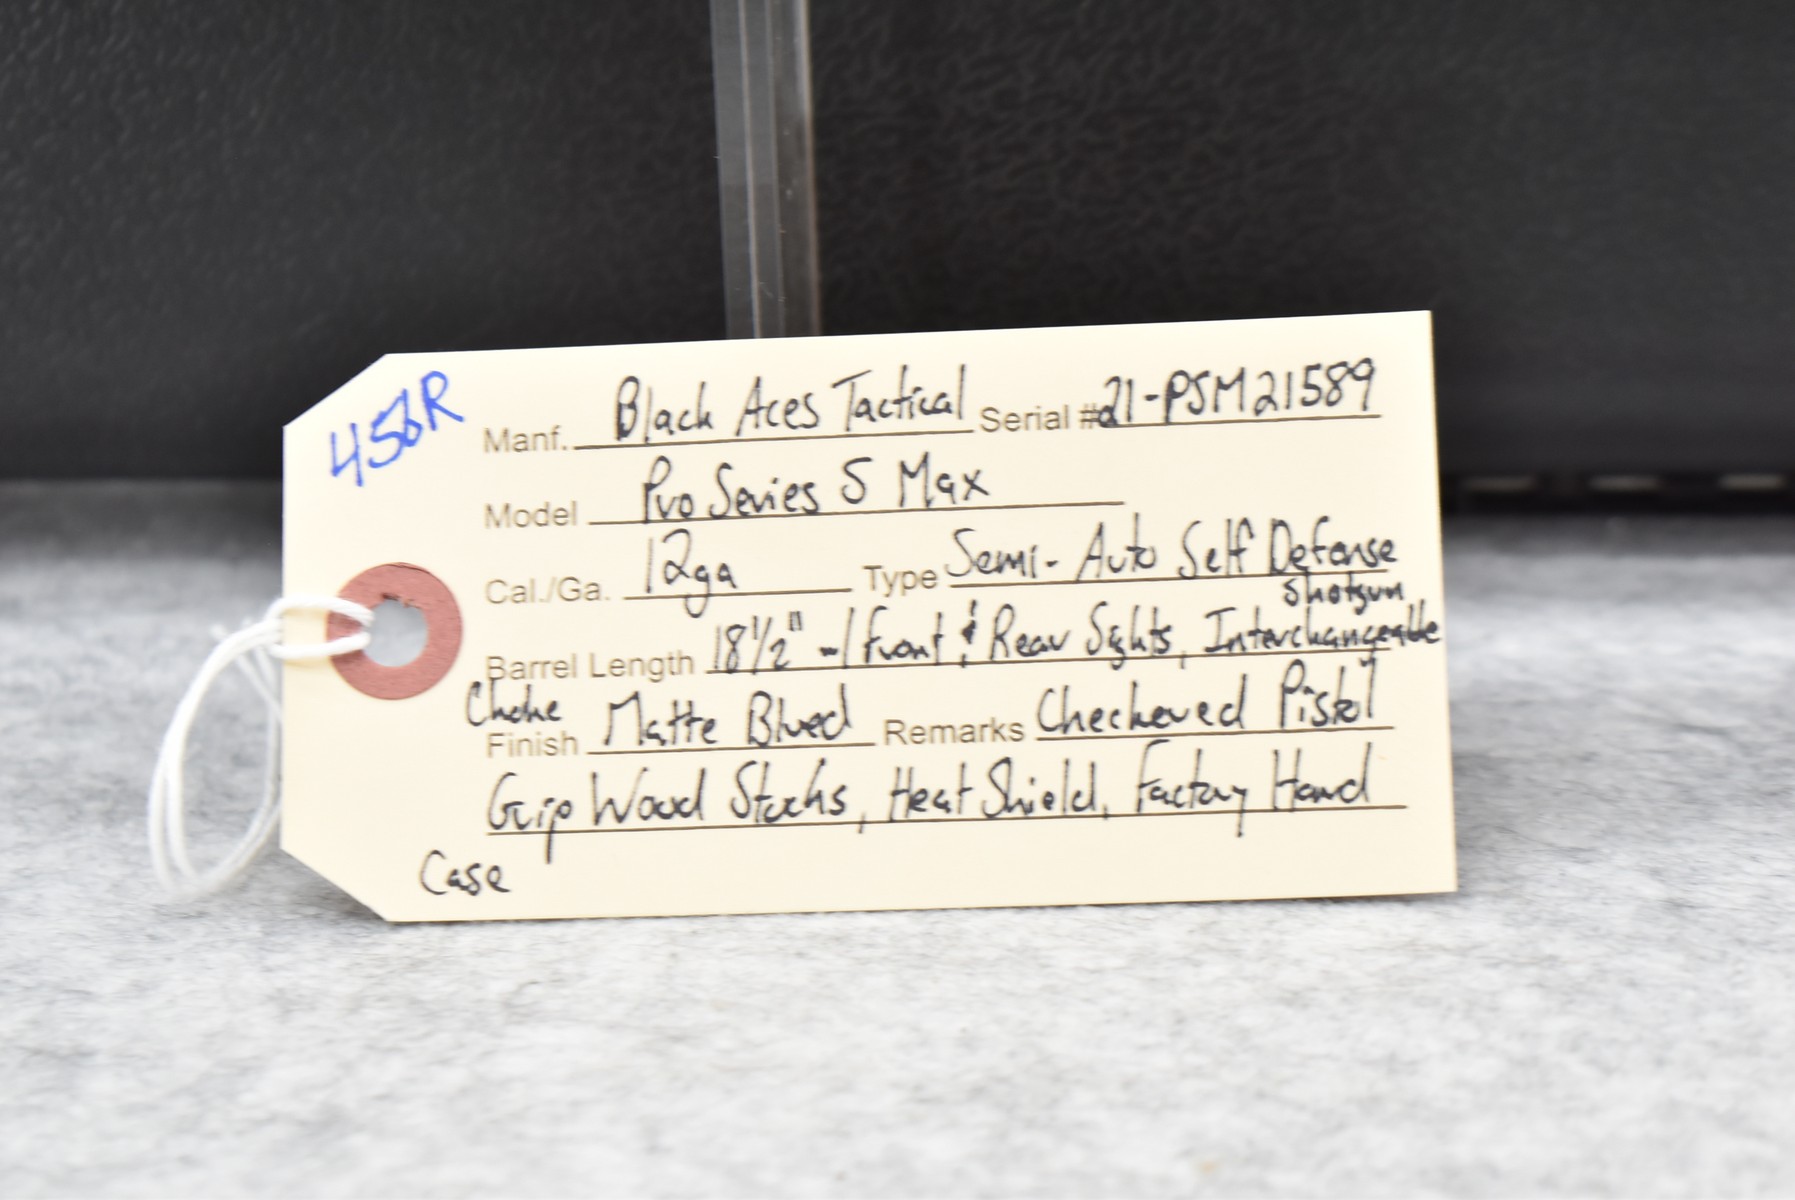 456R
Manf. Black Aces Tactical Serial # 21-PSM21589
Model Pro Series S Max
Cal./Ga. 12ga Type Semi-Auto Self Defense
Shotgun
Barrel Length 18 1/2" w/ Front & Rear Sights, Interchangeable
Choke
Finish Matte Blued Remarks Checkered Pistol
Grip Wood Stocks, Heat Shield, Factory Hard
Case